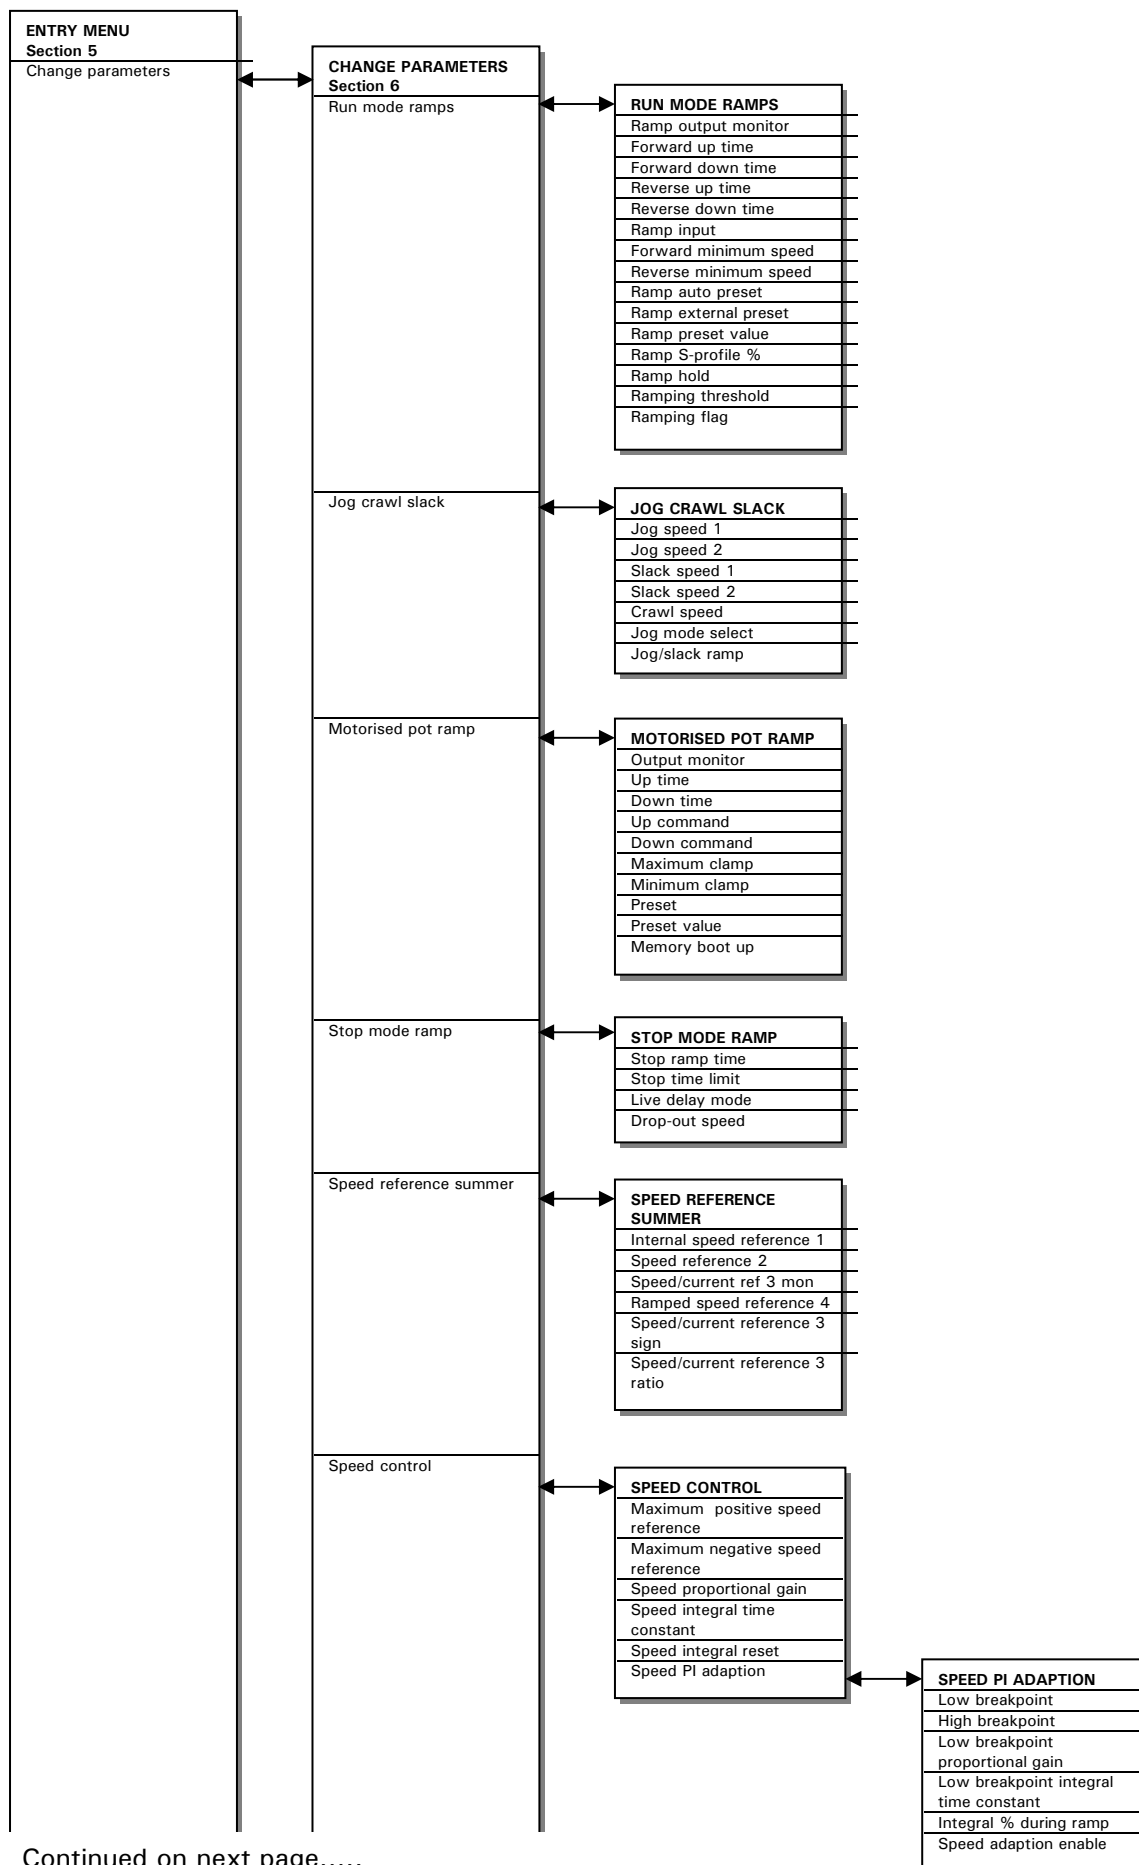 ENTRY MENU
Section 5
Change parameters
CHANGE PARAMETERS
Section 6
Run mode ramps
RUN MODE RAMPS
Ramp output monitor
Forward up time
Forward down time
Reverse up time
Reverse down time
Ramp input
Forward minimum speed
Reverse minimum speed
Ramp auto preset
Ramp external preset
Ramp preset value
Ramp S-profile %
Ramp hold
Ramping threshold
Ramping flag
Jog crawl slack
JOG CRAWL SLACK
Jog speed 1
Jog speed 2
Slack speed 1
Slack speed 2
Crawl speed
Jog mode select
Jog/slack ramp
Motorised pot ramp
MOTORISED POT RAMP
Output monitor
Up time
Down time
Up command
Down command
Maximum clamp
Minimum clamp
Preset
Preset value
Memory boot up
Stop mode ramp
STOP MODE RAMP
Stop ramp time
Stop time limit
Live delay mode
Drop-out speed
Speed reference summer
SPEED REFERENCE
SUMMER
Internal speed reference 1
Speed reference 2
Speed/current ref 3 mon
Ramped speed reference 4
Speed/current reference 3
sign
Speed/current reference 3
ratio
Speed control
SPEED CONTROL
Maximum positive speed
reference
Maximum negative speed
reference
Speed proportional gain
Speed integral time
constant
Speed integral reset
Speed PI adaption
SPEED PI ADAPTION
Low breakpoint
High breakpoint
Low breakpoint
proportional gain
Low breakpoint integral
time constant
Integral % during ramp
Speed adaption enable
Continued on next page.....